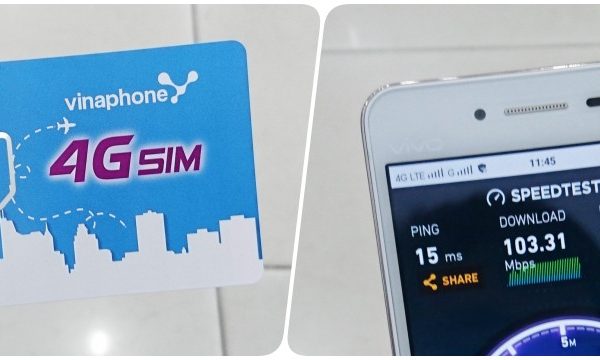 vinaphone
4G SIM
vivo
4G LTE G 11:45
SPEEDTEST
PING DOWNLOAD
15 ms 103.31
Mbps
SHARE
5M